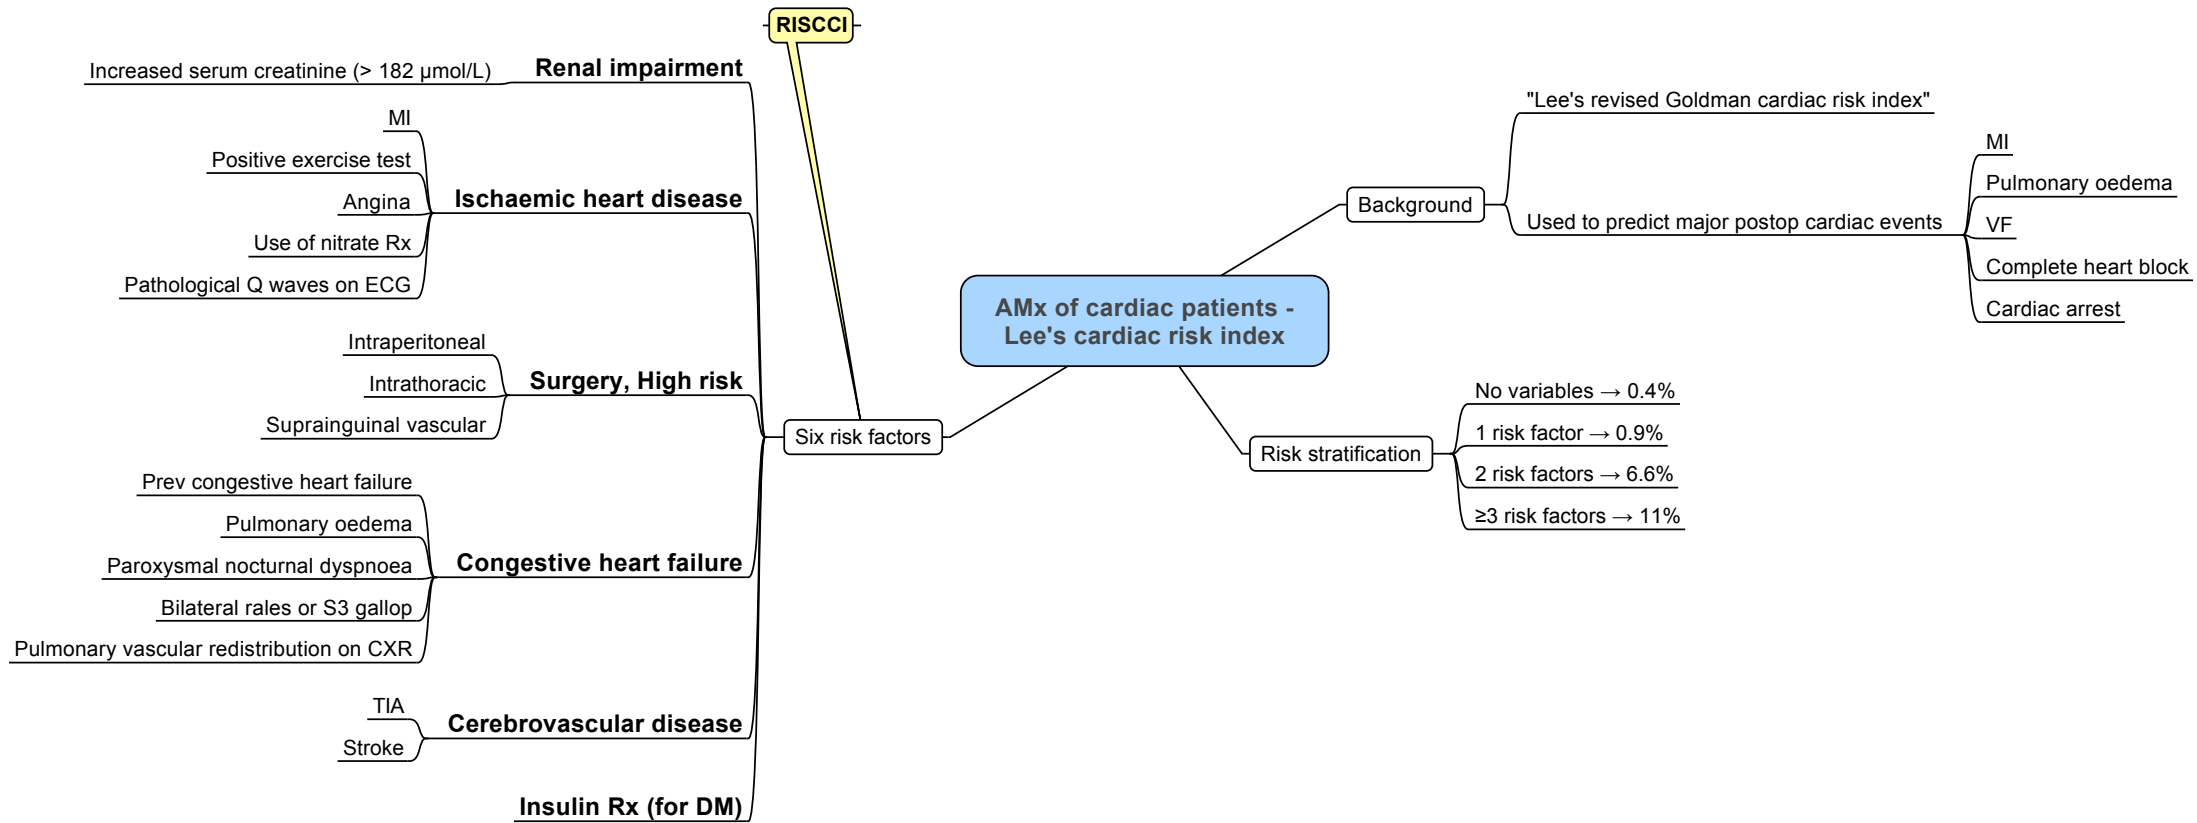 RISCCI
Renal impairment
Increased serum creatinine (> 182 µmol/L)
Ischaemic heart disease
MI
Positive exercise test
Angina
Use of nitrate Rx
Pathological Q waves on ECG
Surgery, High risk
Intraperitoneal
Intrathoracic
Suprainguinal vascular
Congestive heart failure
Prev congestive heart failure
Pulmonary oedema
Paroxysmal nocturnal dyspnoea
Bilateral rales or S3 gallop
Pulmonary vascular redistribution on CXR
Cerebrovascular disease
TIA
Stroke
Insulin Rx (for DM)
Six risk factors
AMx of cardiac patients -
Lee's cardiac risk index
Background
"Lee's revised Goldman cardiac risk index"
Used to predict major postop cardiac events
MI
Pulmonary oedema
VF
Complete heart block
Cardiac arrest
Risk stratification
No variables → 0.4%
1 risk factor → 0.9%
2 risk factors → 6.6%
≥3 risk factors → 11%